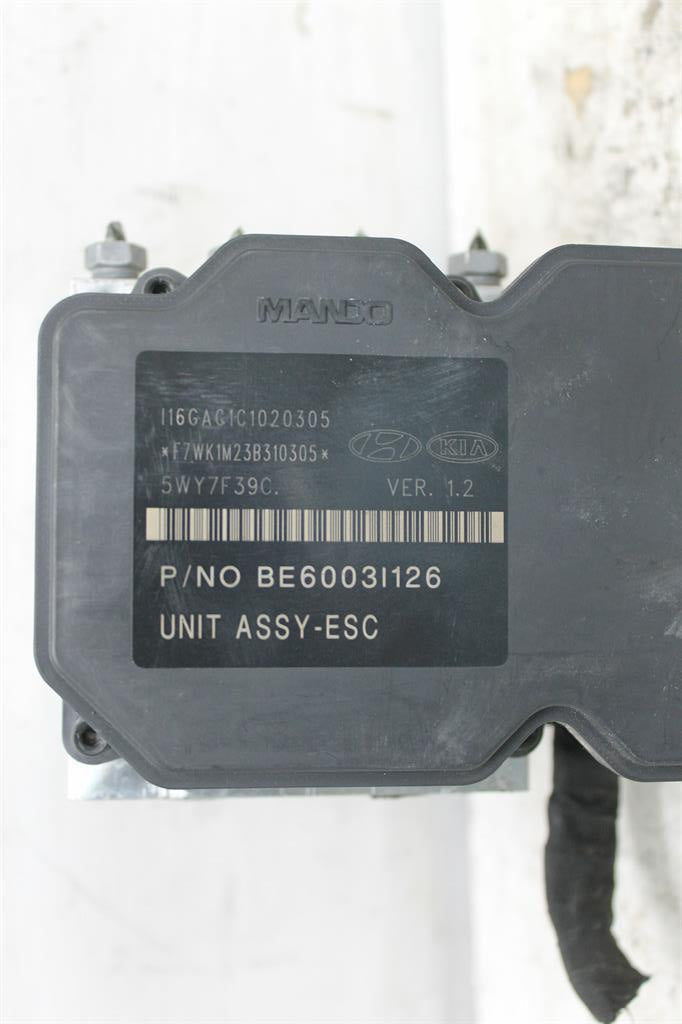 MANDO
I16GAG1C1020305
*F7WK1M23B310305*
KIA
5WY7F39C. VER. 1.2
P/NO BE6003I126
UNIT ASSY-ESC